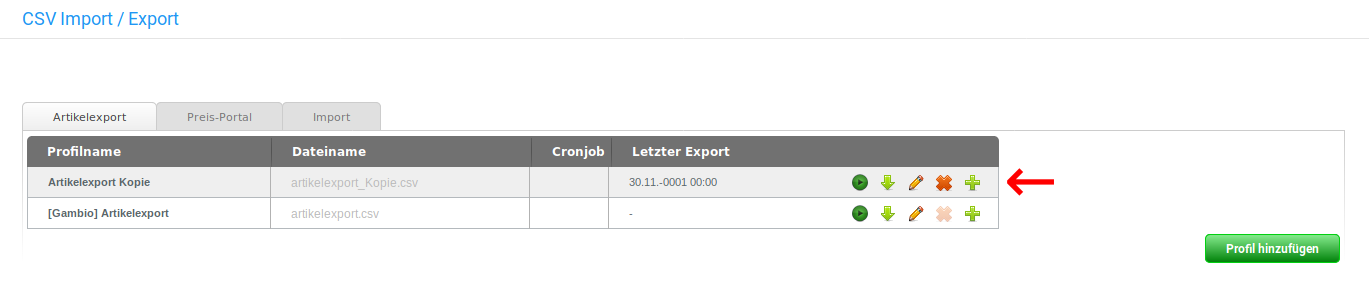 CSV Import / Export
Artikelexport Preis-Portal Import
Profilname Dateiname Cronjob Letzter Export
Artikelexport Kopie artikelexport_Kopie.csv 30.11.-0001 00:00
[Gambio] Artikelexport artikelexport.csv -
Profil hinzufügen